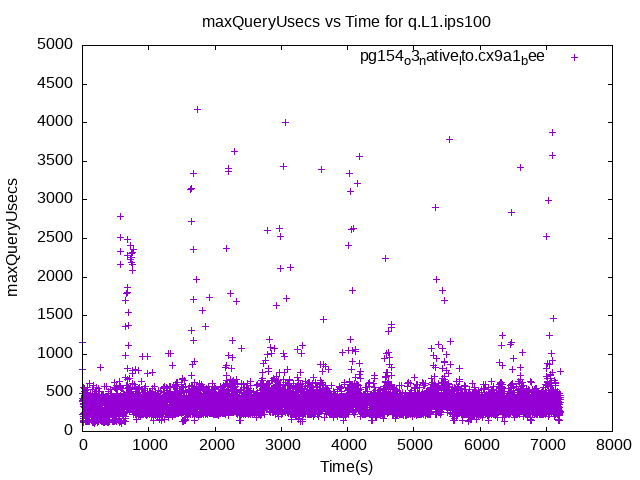 maxQueryUsecs vs Time for q.L1.ips100
pg154_o3_native_lto.cx9a1_bee
5000
4500
4000
3500
3000
2500
2000
1500
1000
500
0
maxQueryUsecs
0 1000 2000 3000 4000 5000 6000 7000 8000
Time(s)